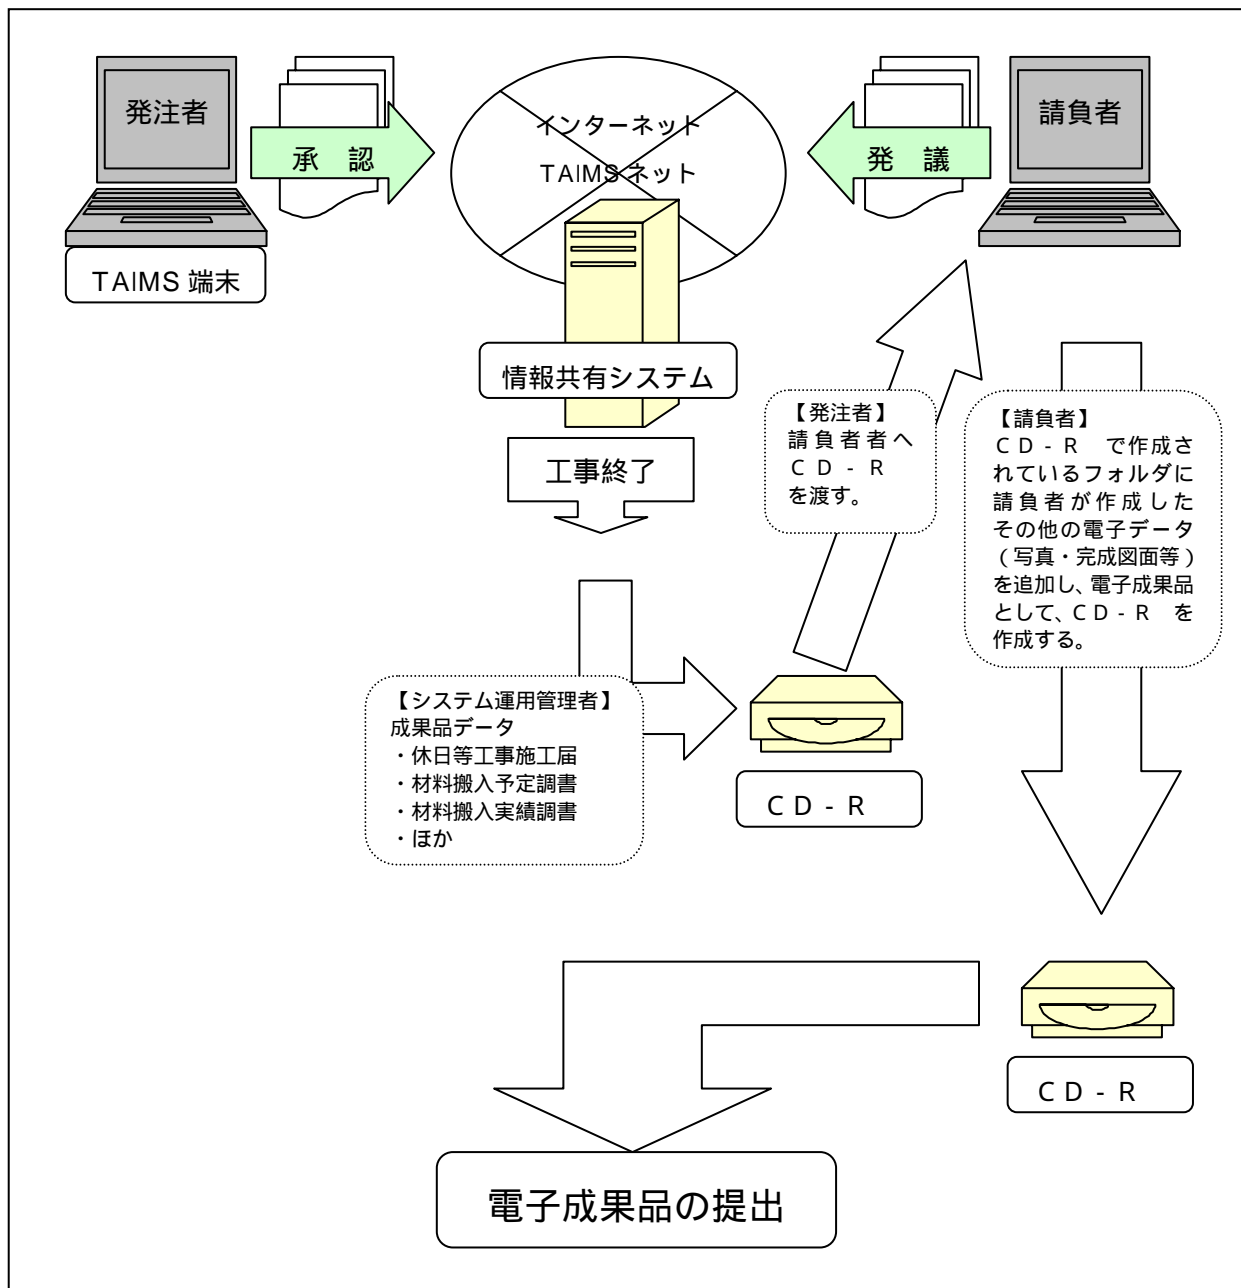 発注者
承 認
インターネット
TAIMSネット
発 議
請負者
TAIMS 端末
情報共有システム
工事終了
【発注者】
請負者者へ
ＣＤ－Ｒ
を渡す。
【請負者】
ＣＤ－Ｒ で作成さ
れているフォルダに
請負者が作成した
その他の電子データ
（写真・完成図面等）
を追加し、電子成果品
として、ＣＤ－Ｒ を
作成する。
【システム運用管理者】
成果品データ
・休日等工事施工届
・材料搬入予定調書
・材料搬入実績調書
・ほか
ＣＤ－Ｒ
ＣＤ－Ｒ
電子成果品の提出